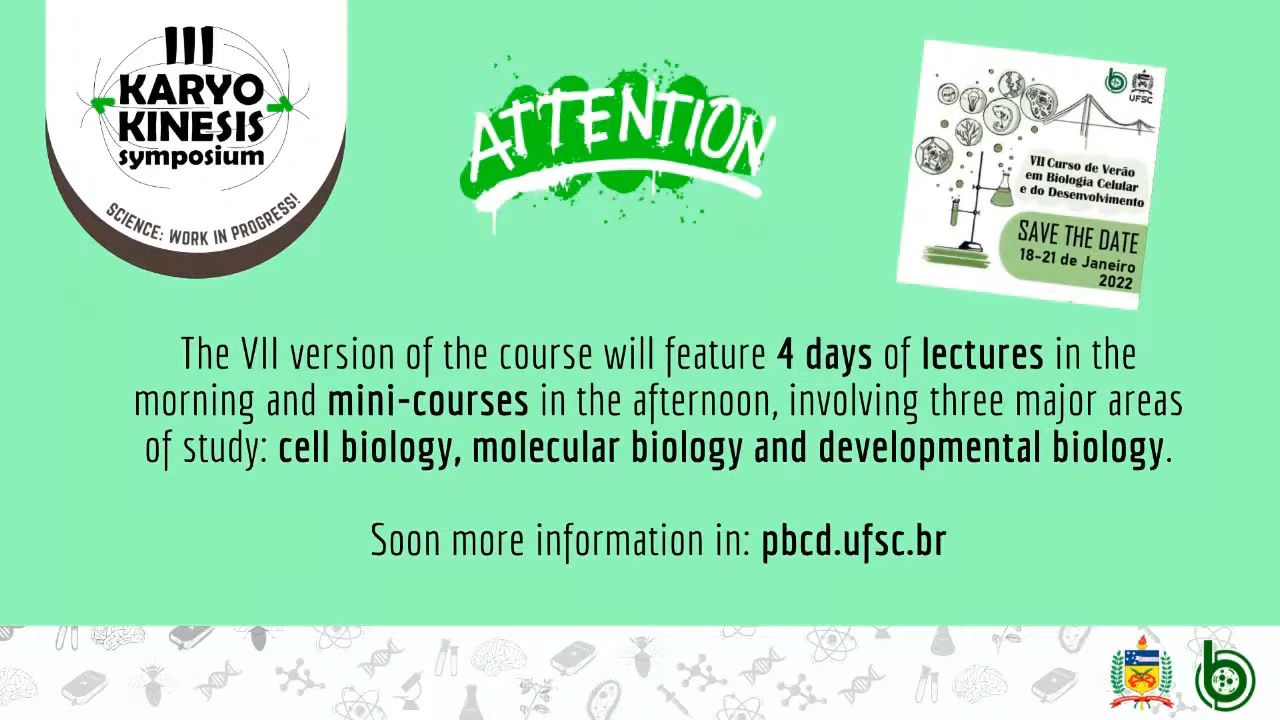 III
KARYO
KINESIS
symposium
SCIENCE: WORK IN PROGRESS!
ATTENTION
UFSC
VII Curso de Verão
em Biologia Celular
e do Desenvolvimento
SAVE THE DATE
18-21 de Janeiro
2022
The VII version of the course will feature 4 days of lectures in the
morning and mini-courses in the afternoon, involving three major areas
of study: cell biology, molecular biology and developmental biology.
Soon more information in: pbcd.ufsc.br